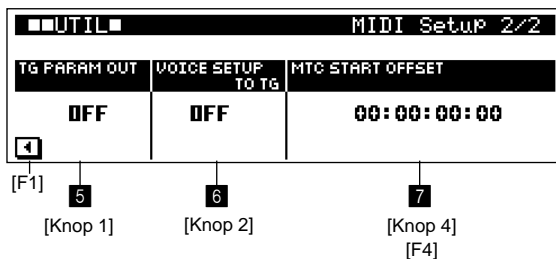 ■■UTIL■ MIDI Setup 2/2
TG PARAM OUT VOICE SETUP MTC START OFFSET
TO TG
OFF OFF 00:00:00:00
[F1]
5 6 7
[Knop 1] [Knop 2] [Knop 4]
[F4]